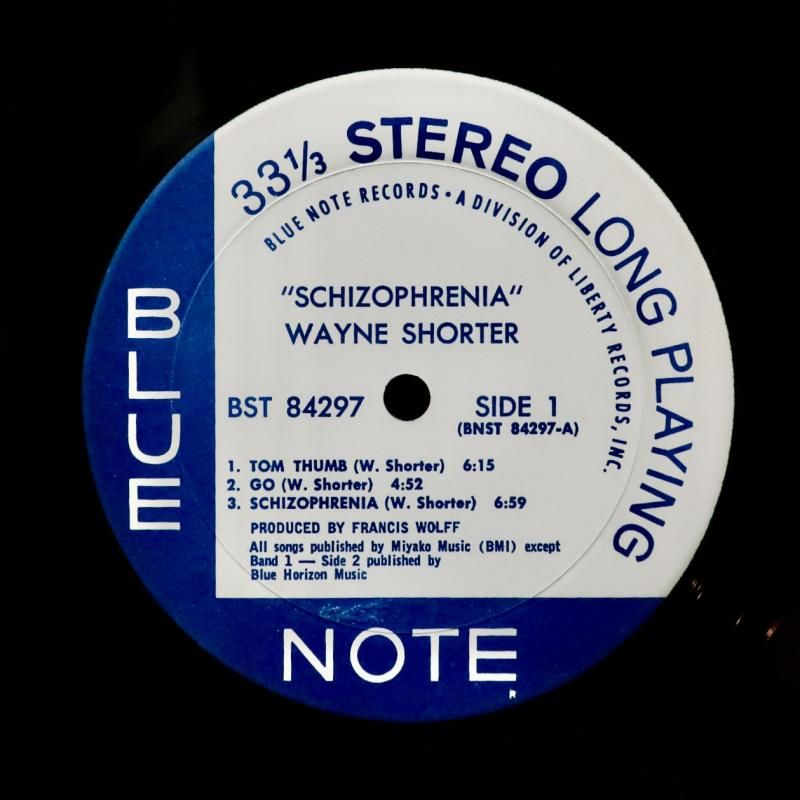 33⅓ STEREO LONG PLAYING
BLUE NOTE RECORDS • A DIVISION OF LIBERTY RECORDS, INC.
"SCHIZOPHRENIA"
WAYNE SHORTER
BST 84297
SIDE 1
(BNST 84297-A)
1. TOM THUMB (W. Shorter) 6:15
2. GO (W. Shorter) 4:52
3. SCHIZOPHRENIA (W. Shorter) 6:59
PRODUCED BY FRANCIS WOLFF
All songs published by Miyako Music (BMI) except
Band 1 — Side 2 published by
Blue Horizon Music
BLUE
NOTE
R